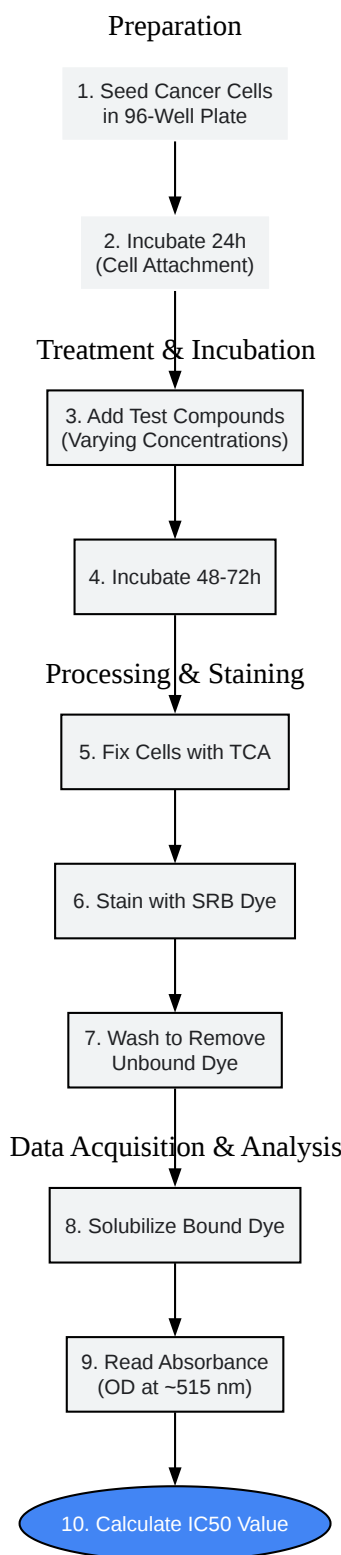 Preparation
1. Seed Cancer Cells
in 96-Well Plate
2. Incubate 24h
(Cell Attachment)
Treatment & Incubation
3. Add Test Compounds
(Varying Concentrations)
4. Incubate 48-72h
Processing & Staining
5. Fix Cells with TCA
6. Stain with SRB Dye
7. Wash to Remove
Unbound Dye
Data Acquisition & Analysis
8. Solubilize Bound Dye
9. Read Absorbance
(OD at ~515 nm)
10. Calculate IC50 Value